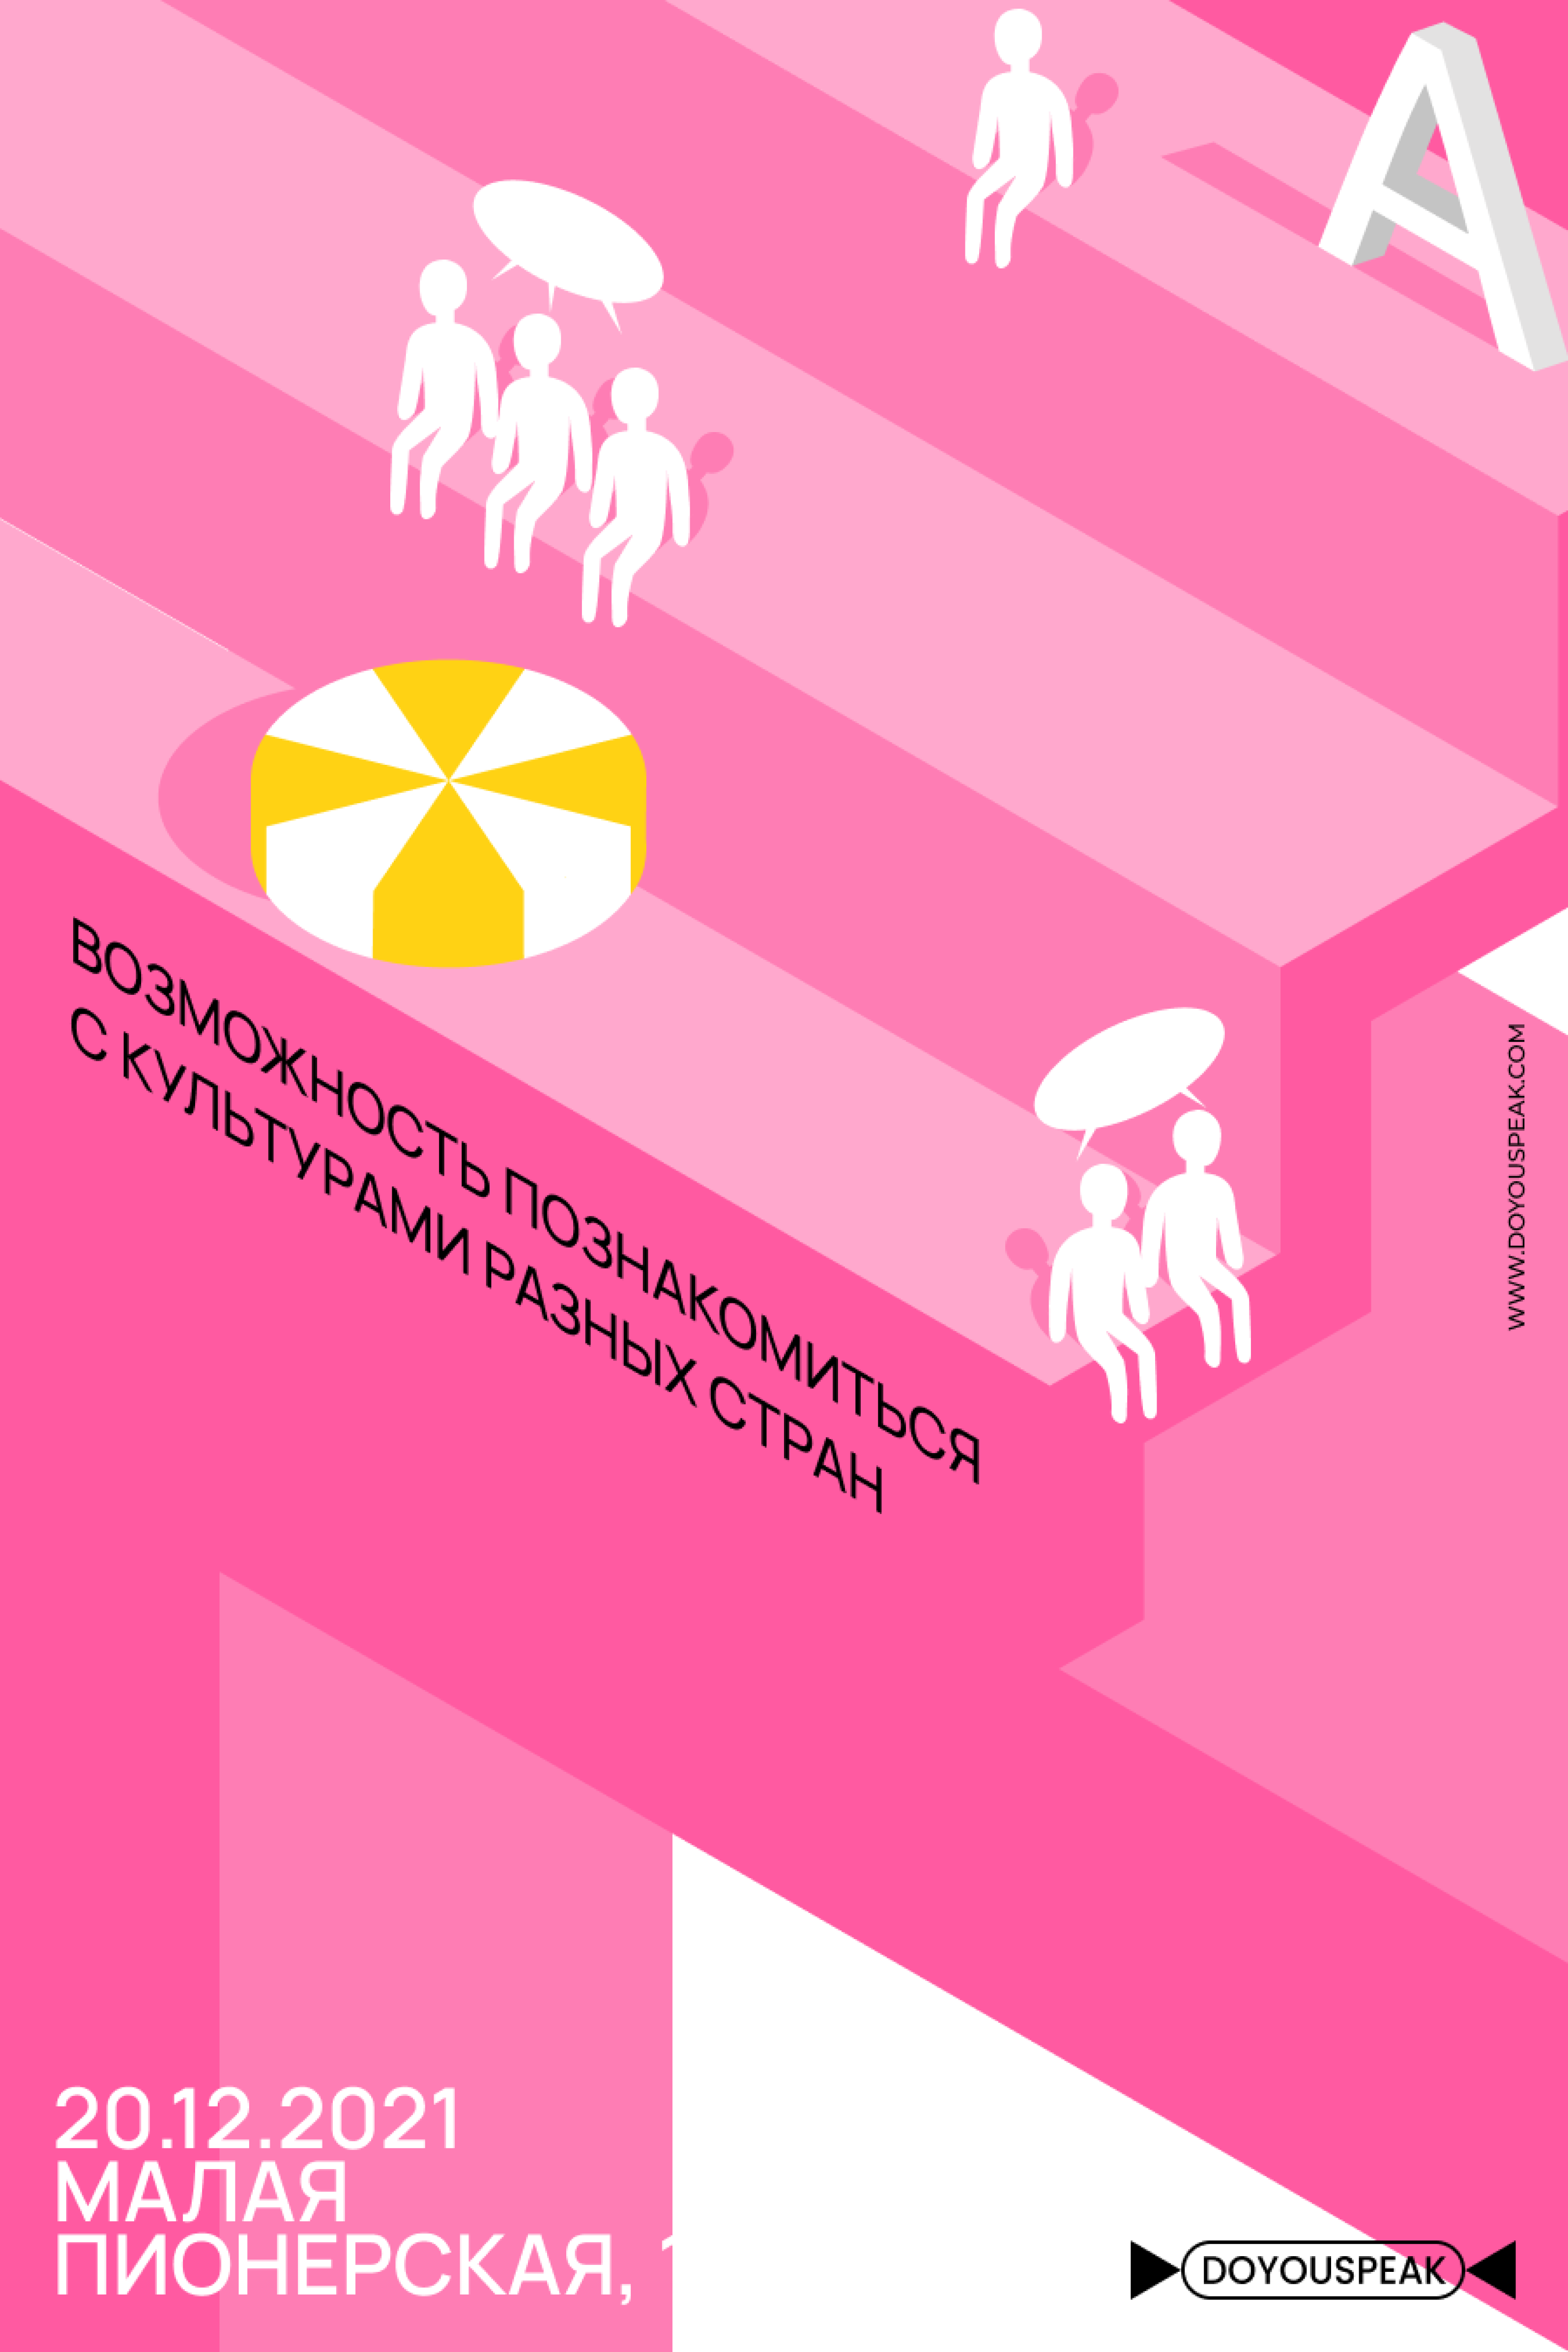 А
ВОЗМОЖНОСТЬ ПОЗНАКОМИТЬСЯ
С КУЛЬТУРАМИ РАЗНЫХ СТРАН
WWW.DOYOUSPEAK.COM
20.12.2021
МАЛАЯ
ПИОНЕРСКАЯ,
DOYOUSPEAK